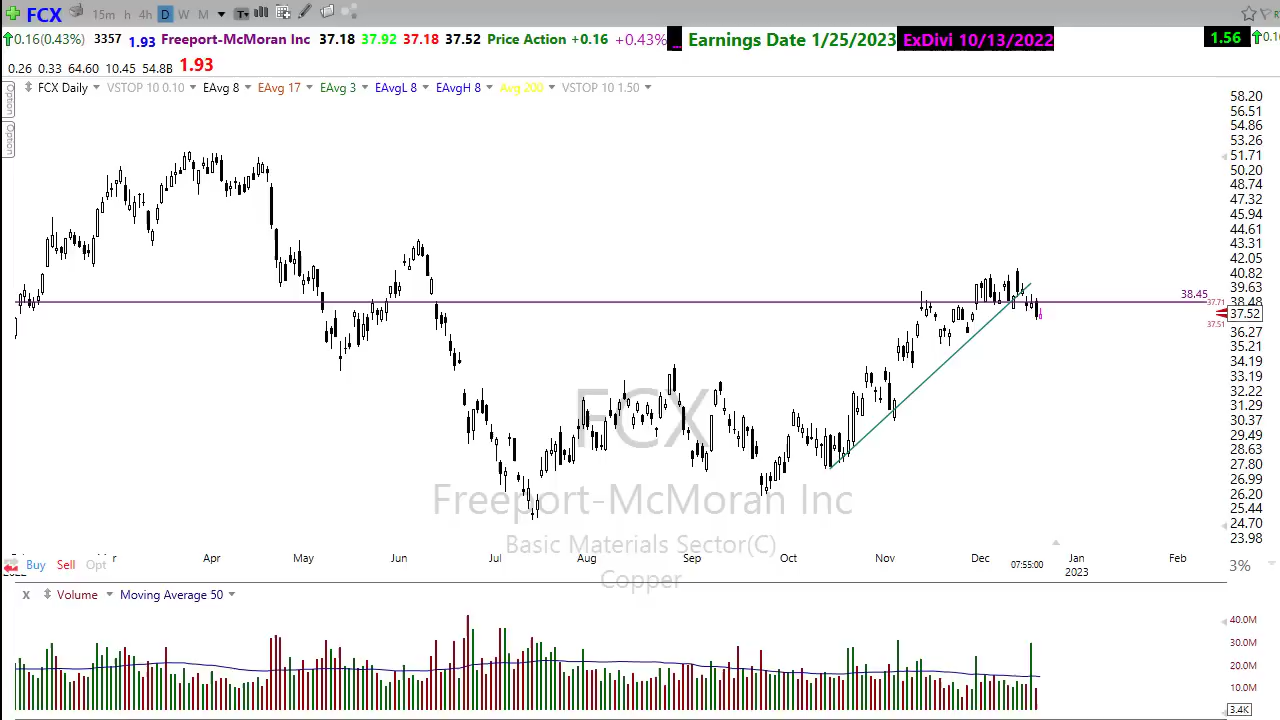 FCX 15m h 4h D W M T
0.16(0.43%) 3357 1.93 Freeport-McMoran Inc 37.18 37.92 37.18 37.52 Price Action +0.16 +0.43% ... Earnings Date 1/25/2023 ExDivi 10/13/2022 1.56
0.26 0.33 64.60 10.45 54.8B 1.93
FCX Daily VSTOP 10 0.10 EAvg 8 EAvg 17 EAvg 3 EAvgL 8 EAvgH 8 Avg 200 VSTOP 10 1.50
Option
Option
58.20
56.51
54.86
53.26
51.71
50.20
48.74
47.32
45.94
44.61
43.31
42.05
40.82
39.63
38.45
38.48
37.71
37.52
37.51
36.27
35.21
34.19
33.19
32.22
31.29
30.37
29.49
28.63
27.80
26.99
26.20
25.44
24.70
23.98
FCX
Freeport-McMoran Inc
Basic Materials Sector(C)
Copper
Apr May Jun Jul Aug Sep Oct Nov Dec 07:55:00 Jan Feb
2023
Buy Sell Opt
3%
x Volume Moving Average 50
40.0M
30.0M
20.0M
10.0M
3.4K